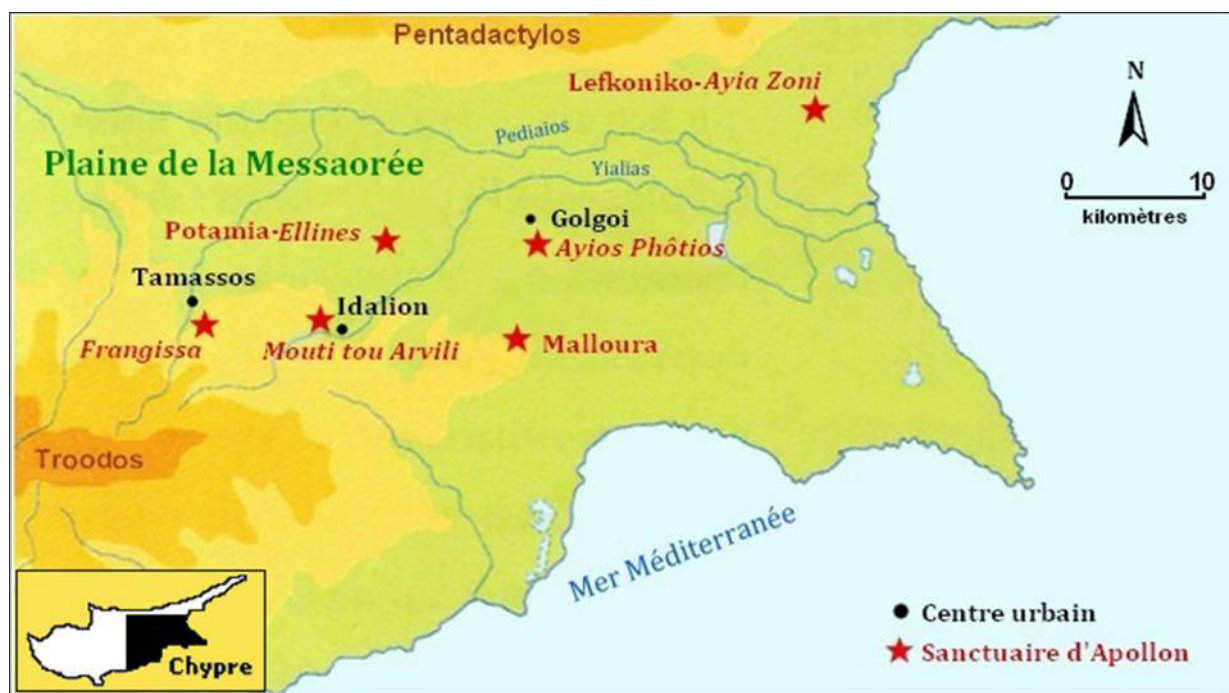 Pentadactylos
Lefkoniko-Ayia Zoni
N
Pediaios
Plaine de la Messaorée
Yialias
0 10
kilomètres
Golgoi
Potamia-Ellines
Ayios Phôtios
Tamassos
Idalion
Frangissa
Mouti tou Arvili
Malloura
Troodos
Mer Méditerranée
Chypre
Centre urbain
Sanctuaire d'Apollon